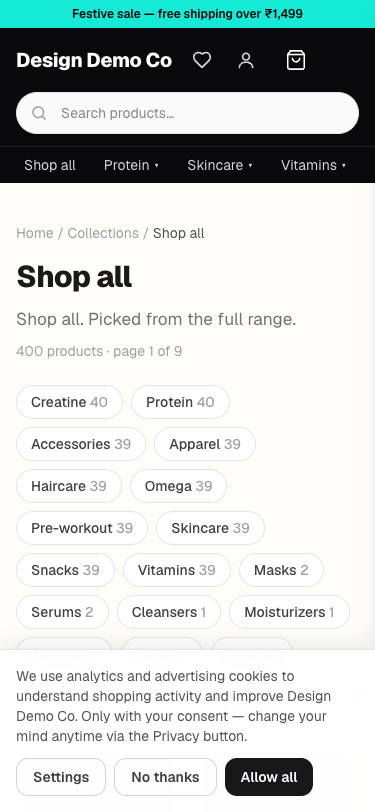 Festive sale — free shipping over ₹1,499
Design Demo Co
Search products…
Shop all Protein ▾ Skincare ▾ Vitamins ▾
Home / Collections / Shop all
Shop all
Shop all. Picked from the full range.
400 products · page 1 of 9
Creatine 40 Protein 40
Accessories 39 Apparel 39
Haircare 39 Omega 39
Pre-workout 39 Skincare 39
Snacks 39 Vitamins 39 Masks 2
Serums 2 Cleansers 1 Moisturizers 1
We use analytics and advertising cookies to
understand shopping activity and improve Design
Demo Co. Only with your consent — change your
mind anytime via the Privacy button.
Settings No thanks Allow all